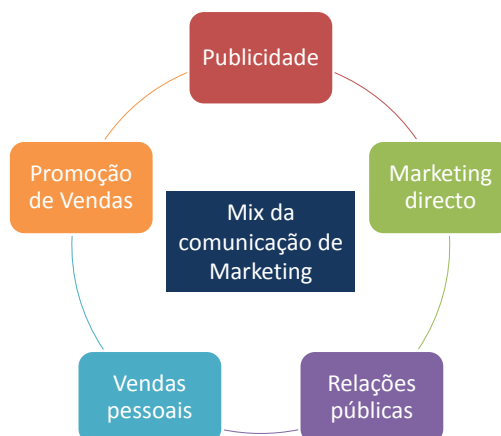 Publicidade
Promoção
de Vendas
Marketing
directo
Mix da
comunicação de
Marketing
Vendas
pessoais
Relações
públicas